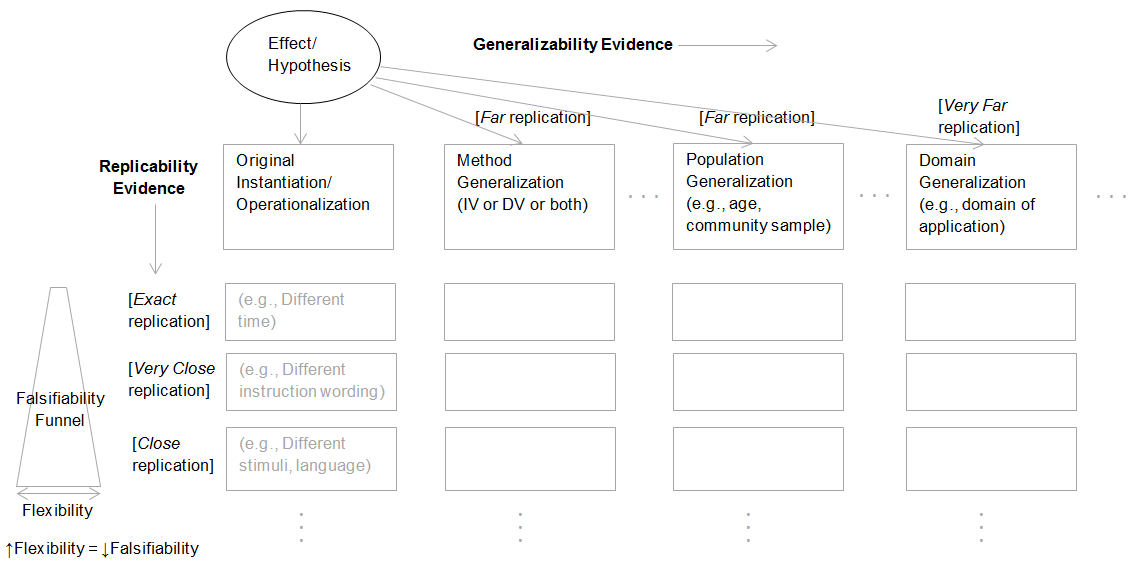 Effect/
Hypothesis
Generalizability Evidence
[Far replication]
[Far replication]
[Very Far
replication]
Replicability
Evidence
Original
Instantiation/
Operationalization
Method
Generalization
(IV or DV or both)
. . .
Population
Generalization
(e.g., age,
community sample)
. . .
Domain
Generalization
(e.g., domain of
application)
. . .
[Exact
replication]
(e.g., Different
time)
[Very Close
replication]
(e.g., Different
instruction wording)
Falsifiability
Funnel
[Close
replication]
(e.g., Different
stimuli, language)
Flexibility
↑Flexibility = ↓Falsifiability